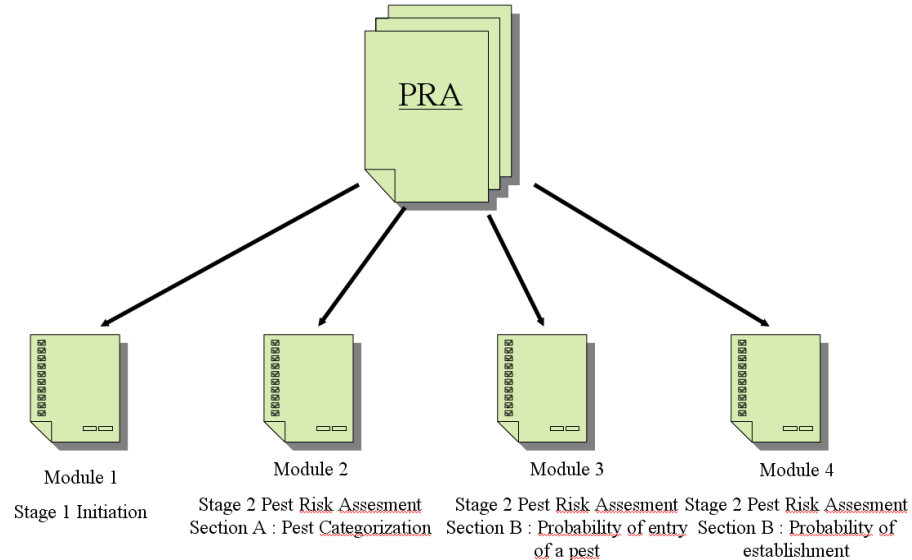 PRA
Module 1
Stage 1 Initiation
Module 2
Stage 2 Pest Risk Assesment
Section A : Pest Categorization
Module 3
Stage 2 Pest Risk Assesment
Section B : Probability of entry
of a pest
Module 4
Stage 2 Pest Risk Assesment
Section B : Probability of
establishment